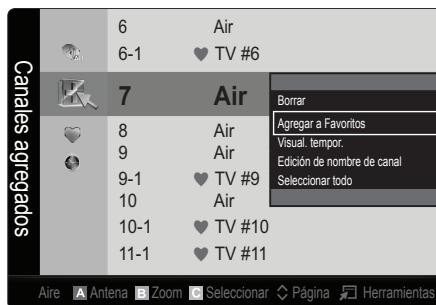 Canales agregados
6 Air
6-1 TV #6
7 Air
8 Air
9 Air
9-1 TV #9
10 Air
10-1 TV #10
11-1 TV #11
Borrar
Agregar a Favoritos
Visual. tempor.
Edición de nombre de canal
Seleccionar todo
Aire A Antena B Zoom C Seleccionar Página Herramientas